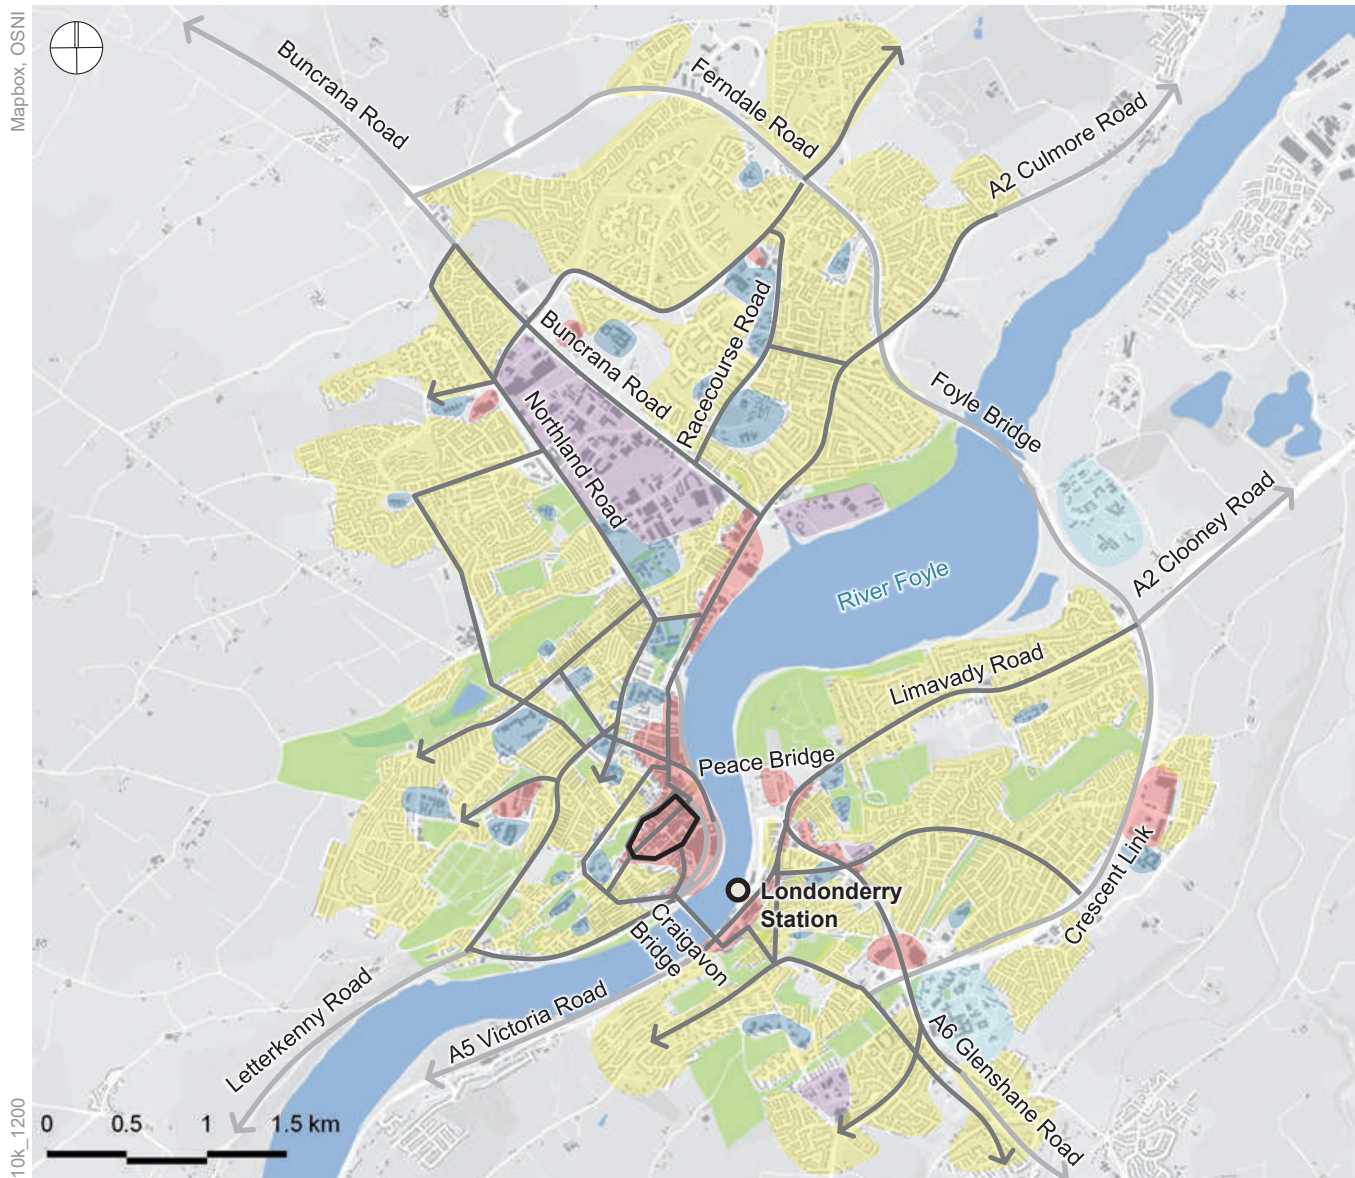 Mapbox, OSNI
Buncrana Road
Ferndale Road
A2 Culmore Road
Buncrana Road
Racecourse Road
Northland Road
Foyle Bridge
A2 Clooney Road
River Foyle
Limavady Road
Peace Bridge
Crescent Link
Londonderry
Station
Craigavon
Bridge
A5 Victoria Road
Letterkenny Road
A6 Glenshane Road
0 0.5 1 1.5 km
10k_1200